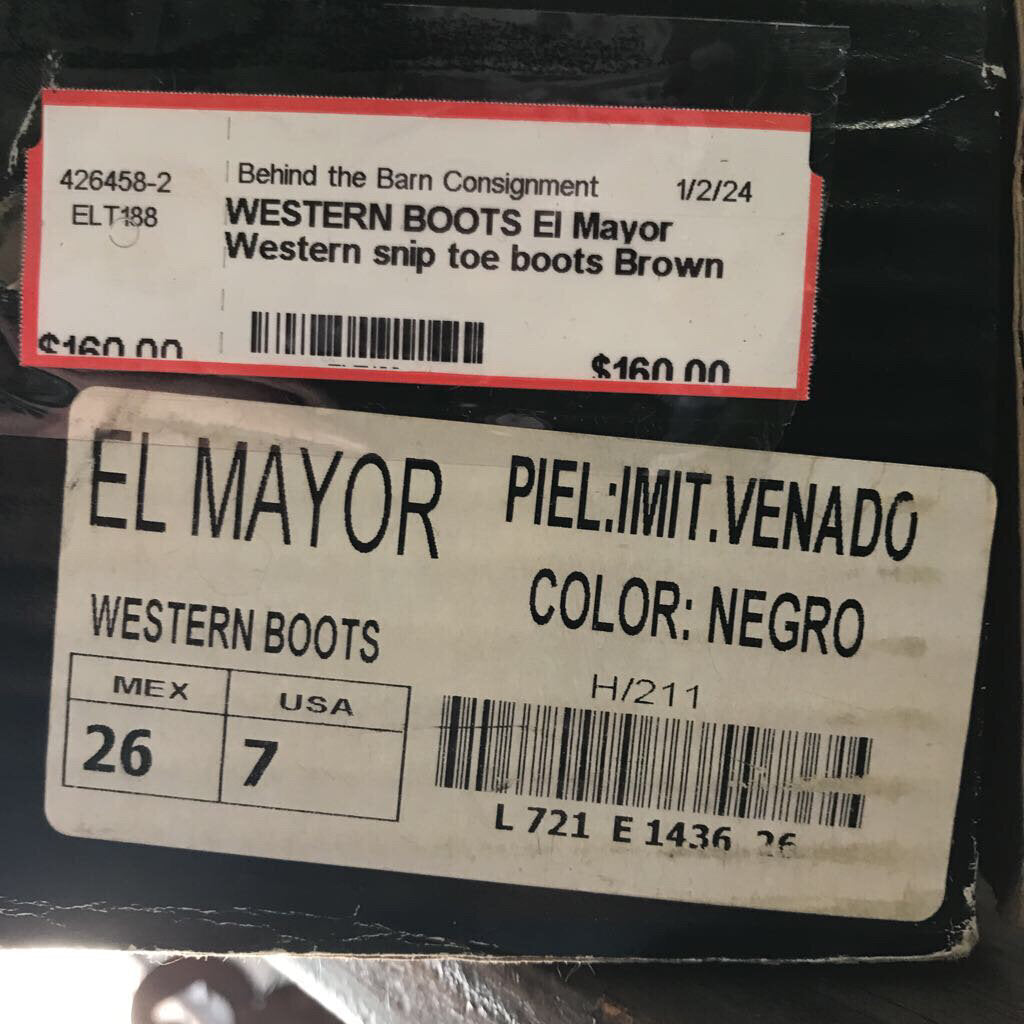 426458-2
ELT188
$160.00
Behind the Barn Consignment 1/2/24
WESTERN BOOTS El Mayor
Western snip toe boots Brown
$160.00
EL MAYOR
WESTERN BOOTS
MEX USA
26 7
PIEL:IMIT.VENADO
COLOR: NEGRO
H/211
L 721 E 1436 26